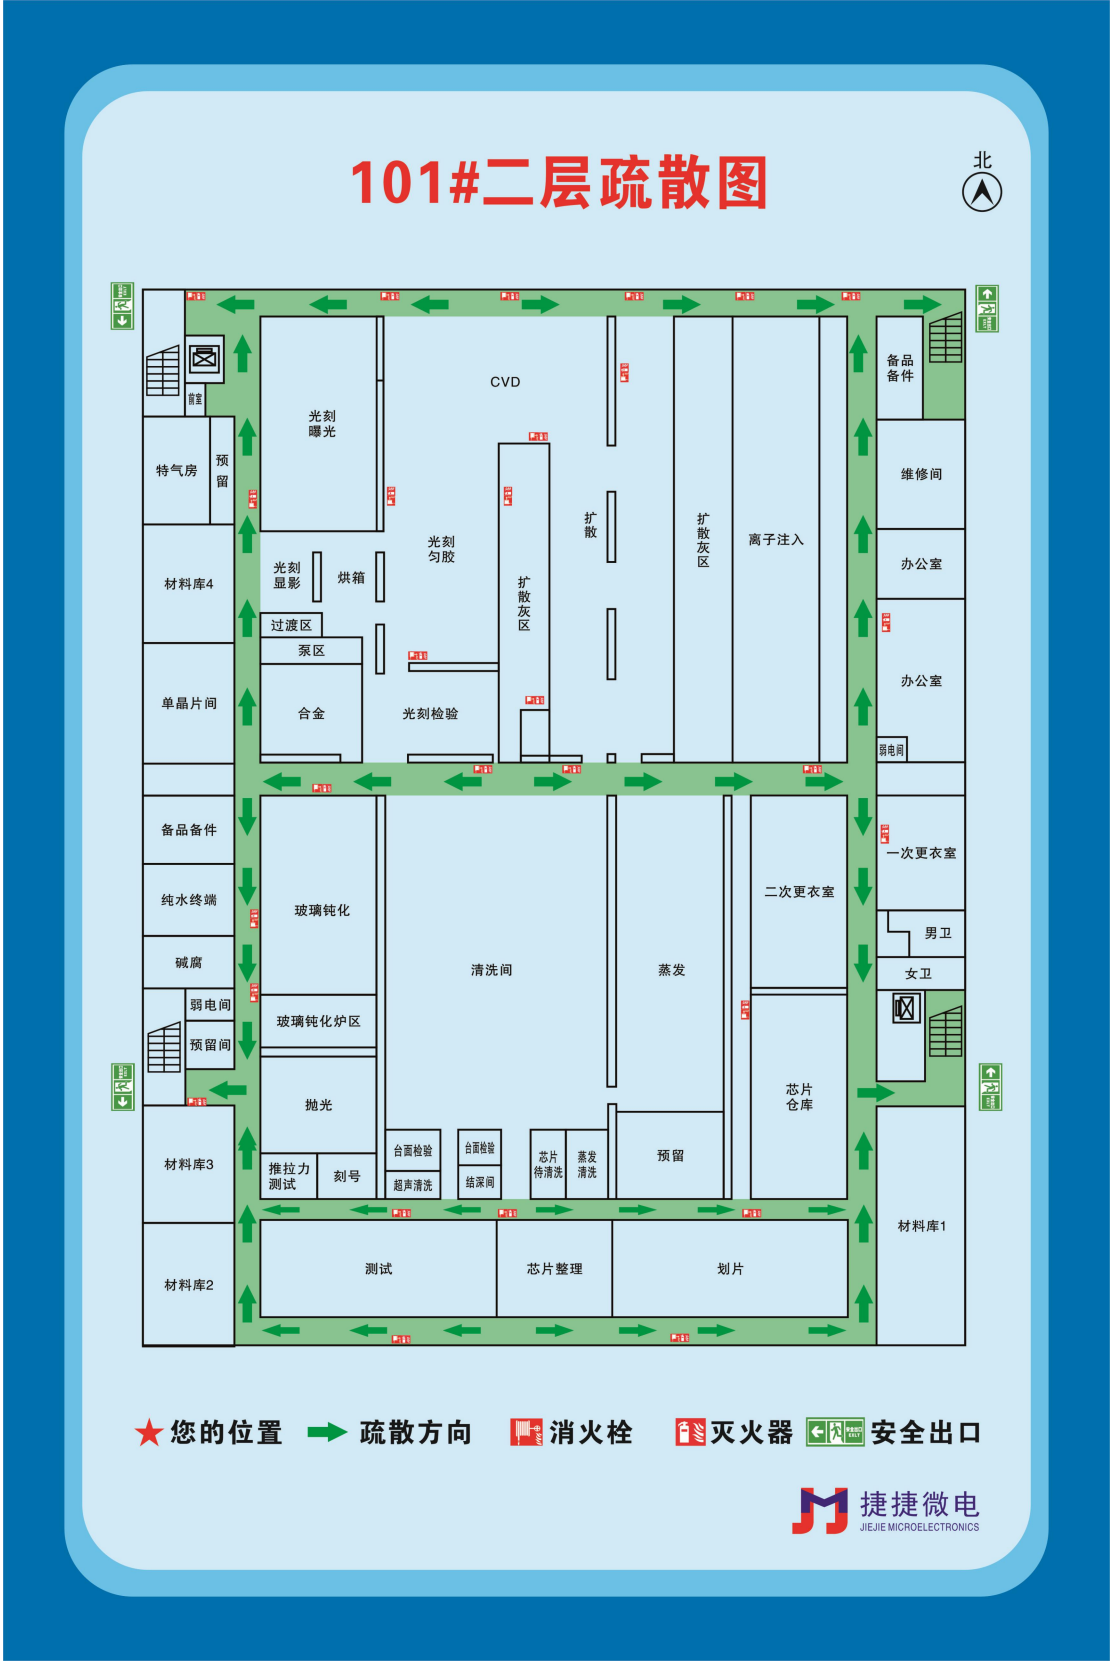 北
101#二层疏散图
CVD
光刻
曝光
备品
备件
前室
特气房
预
留
维修间
扩
散
扩
散
灰
区
离子注入
光刻
匀胶
光刻
显影
烘箱
材料库4
办公室
扩
散
灰
区
过渡区
泵区
办公室
单晶片间
合金
光刻检验
弱电间
备品备件
一次更衣室
纯水终端
玻璃钝化
二次更衣室
男卫
碱腐
清洗间
蒸发
女卫
弱电间
玻璃钝化炉区
预留间
抛光
芯片
仓库
台面检验
台面检验
芯片
待清洗
蒸发
清洗
预留
材料库3
推拉力
测试
刻号
超声清洗
结深间
材料库1
测试
芯片整理
划片
材料库2
您的位置
疏散方向
消火栓
灭火器
安全出口
EXIT
安全出口
捷捷微电
JIEJIE MICROELECTRONICS